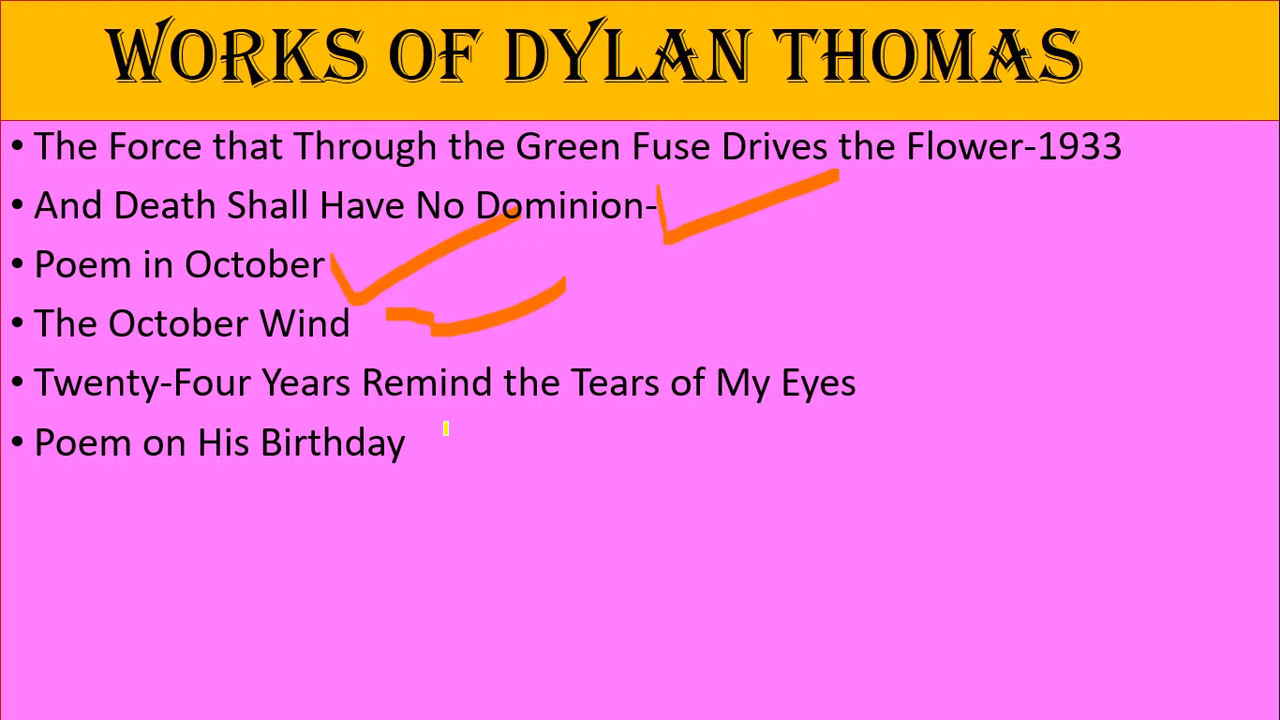 WORKS OF DYLAN THOMAS
• The Force that Through the Green Fuse Drives the Flower-1933
• And Death Shall Have No Dominion-
• Poem in October
• The October Wind
• Twenty-Four Years Remind the Tears of My Eyes
• Poem on His Birthday